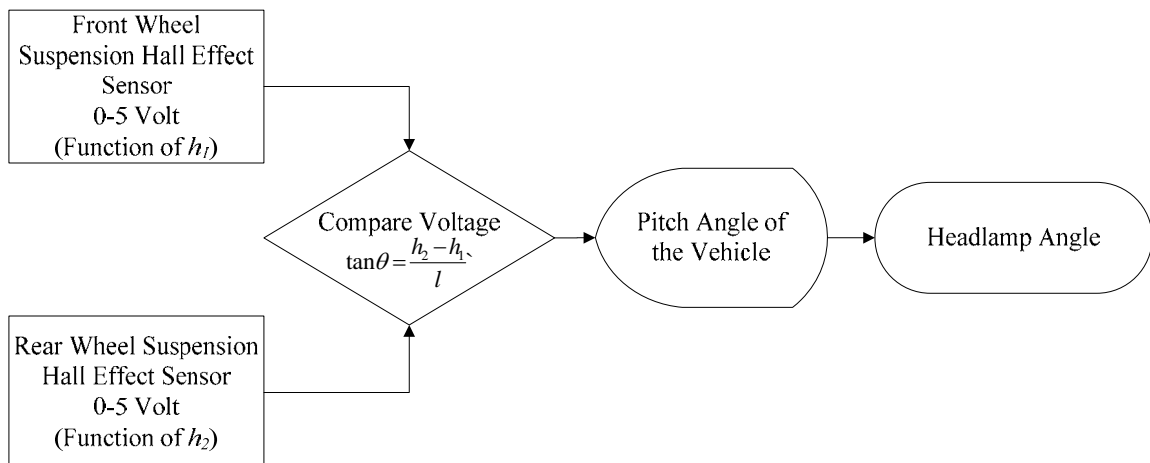 Front Wheel
Suspension Hall Effect
Sensor
0-5 Volt
(Function of h₁)
Compare Voltage
tanθ = (h₂ − h₁)/l
Pitch Angle of
the Vehicle
Headlamp Angle
Rear Wheel Suspension
Hall Effect Sensor
0-5 Volt
(Function of h₂)